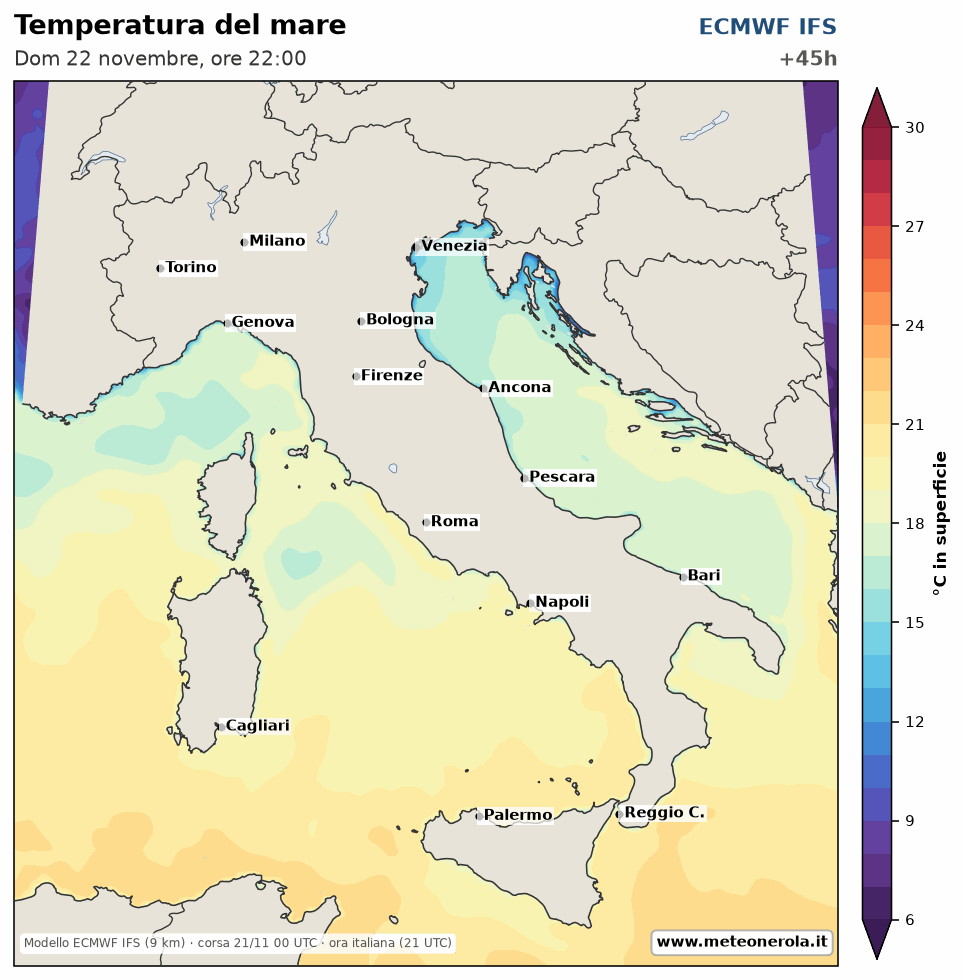 Temperatura del mare
ECMWF IFS
Dom 22 novembre, ore 22:00
+45h
Milano
Venezia
Torino
Genova
Bologna
Firenze
Ancona
Pescara
Roma
Bari
Napoli
Cagliari
Palermo
Reggio C.
30
27
24
21
18
15
12
9
6
°C in superficie
Modello ECMWF IFS (9 km) · corsa 21/11 00 UTC · ora italiana (21 UTC)
www.meteonerola.it